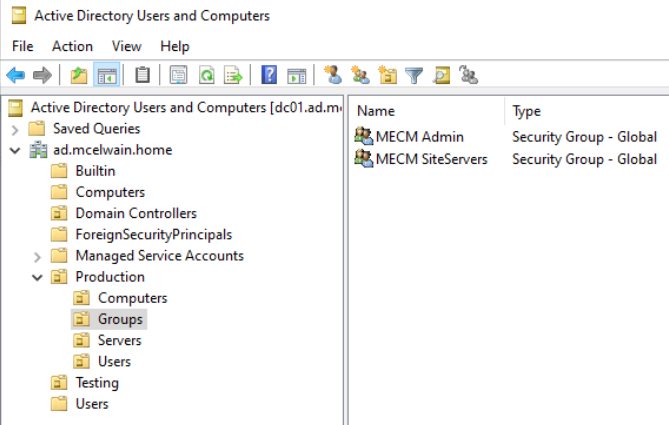 Active Directory Users and Computers
File Action View Help
Active Directory Users and Computers [dc01.ad.m
Saved Queries
ad.mcelwain.home
Builtin
Computers
Domain Controllers
ForeignSecurityPrincipals
Managed Service Accounts
Production
Computers
Groups
Servers
Users
Testing
Users
Name Type
MECM Admin Security Group - Global
MECM SiteServers Security Group - Global